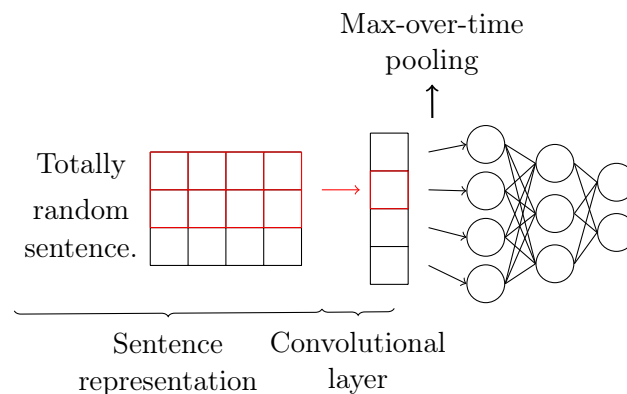 Max-over-time
pooling
Totally
random
sentence.
Sentence
representation
Convolutional
layer